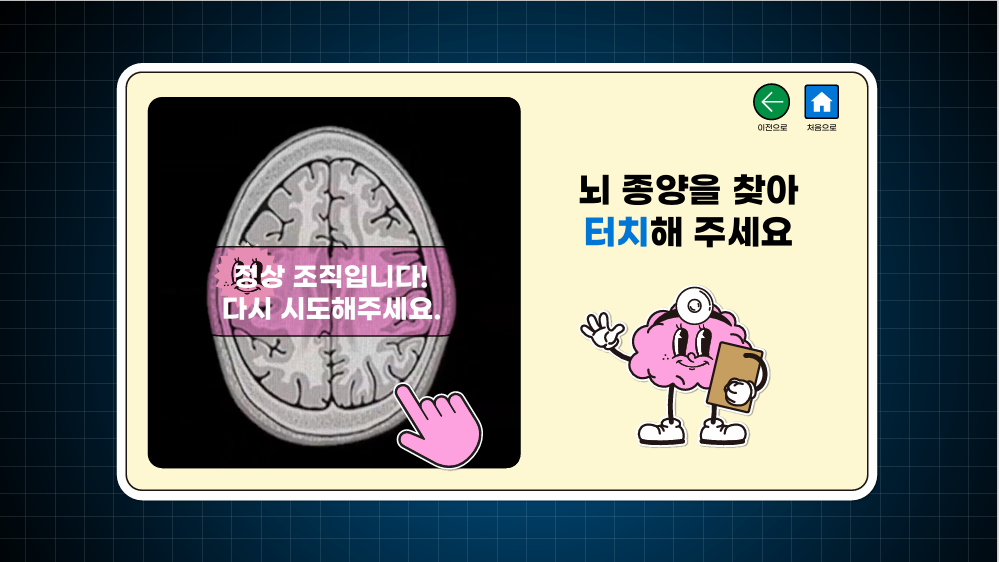 이전으로
처음으로
뇌 종양을 찾아
터치해 주세요
정상 조직입니다!
다시 시도해주세요.